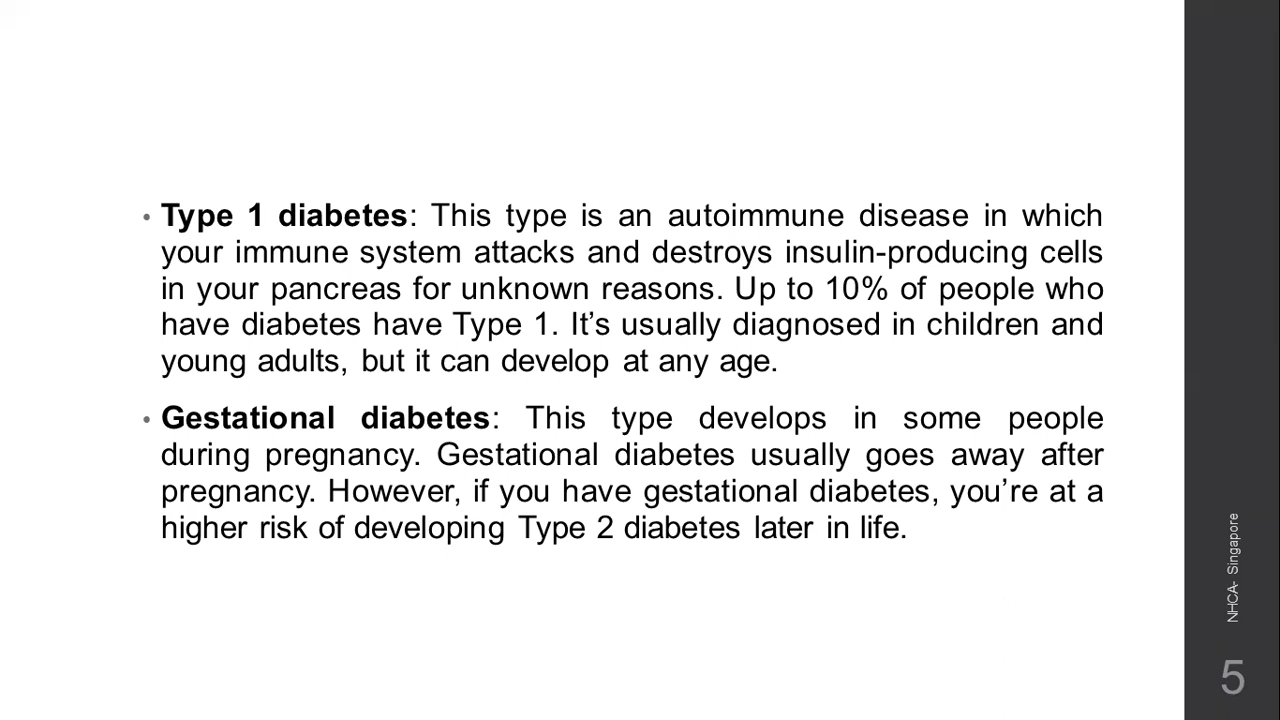 • Type 1 diabetes: This type is an autoimmune disease in which
your immune system attacks and destroys insulin-producing cells
in your pancreas for unknown reasons. Up to 10% of people who
have diabetes have Type 1. It’s usually diagnosed in children and
young adults, but it can develop at any age.
• Gestational diabetes: This type develops in some people
during pregnancy. Gestational diabetes usually goes away after
pregnancy. However, if you have gestational diabetes, you’re at a
higher risk of developing Type 2 diabetes later in life.
NHCA- Singapore
5